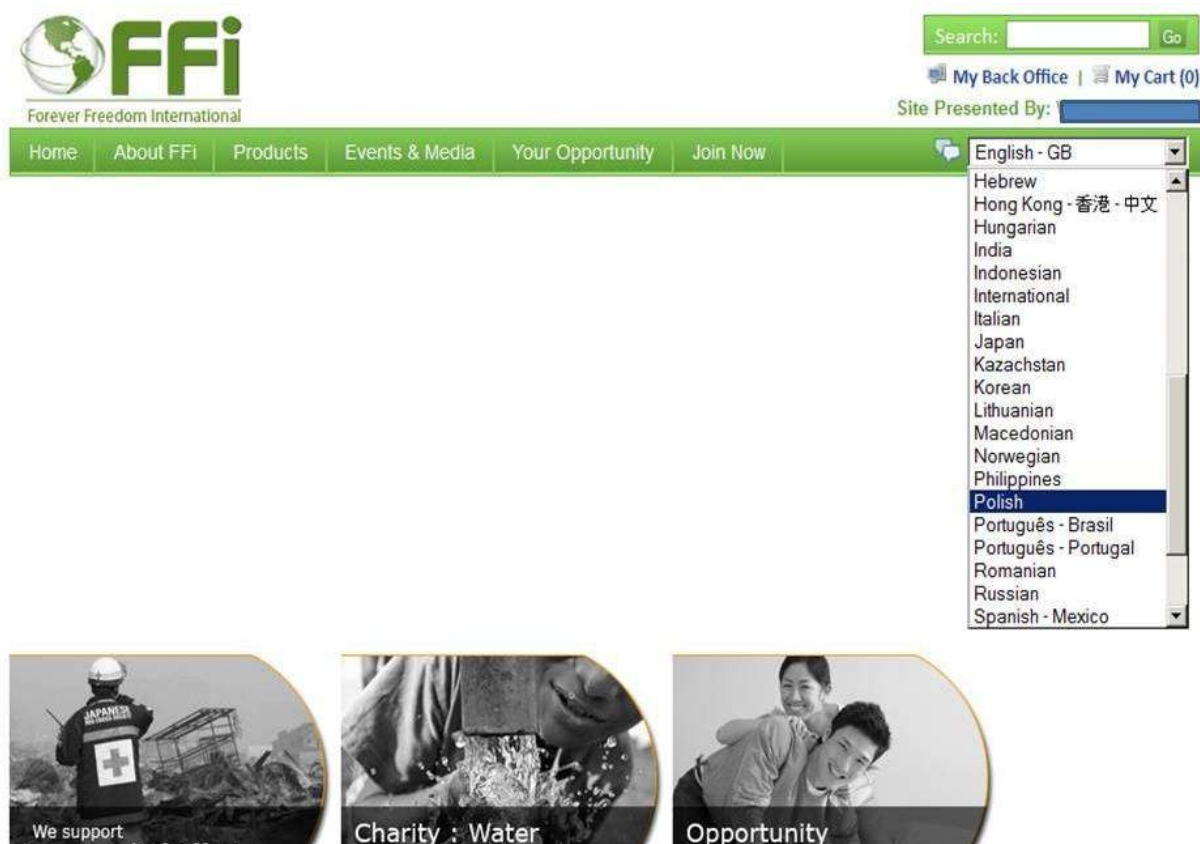 FFi
Forever Freedom International
Search:
Go
My Back Office | My Cart (0)
Site Presented By:
Home About FFi Products Events & Media Your Opportunity Join Now
English - GB
Hebrew
Hong Kong - 香港 - 中文
Hungarian
India
Indonesian
International
Italian
Japan
Kazachstan
Korean
Lithuanian
Macedonian
Norwegian
Philippines
Polish
Português - Brasil
Português - Portugal
Romanian
Russian
Spanish - Mexico
JAPANESE
RED CROSS SOCIETY
We support
Charity : Water
Opportunity